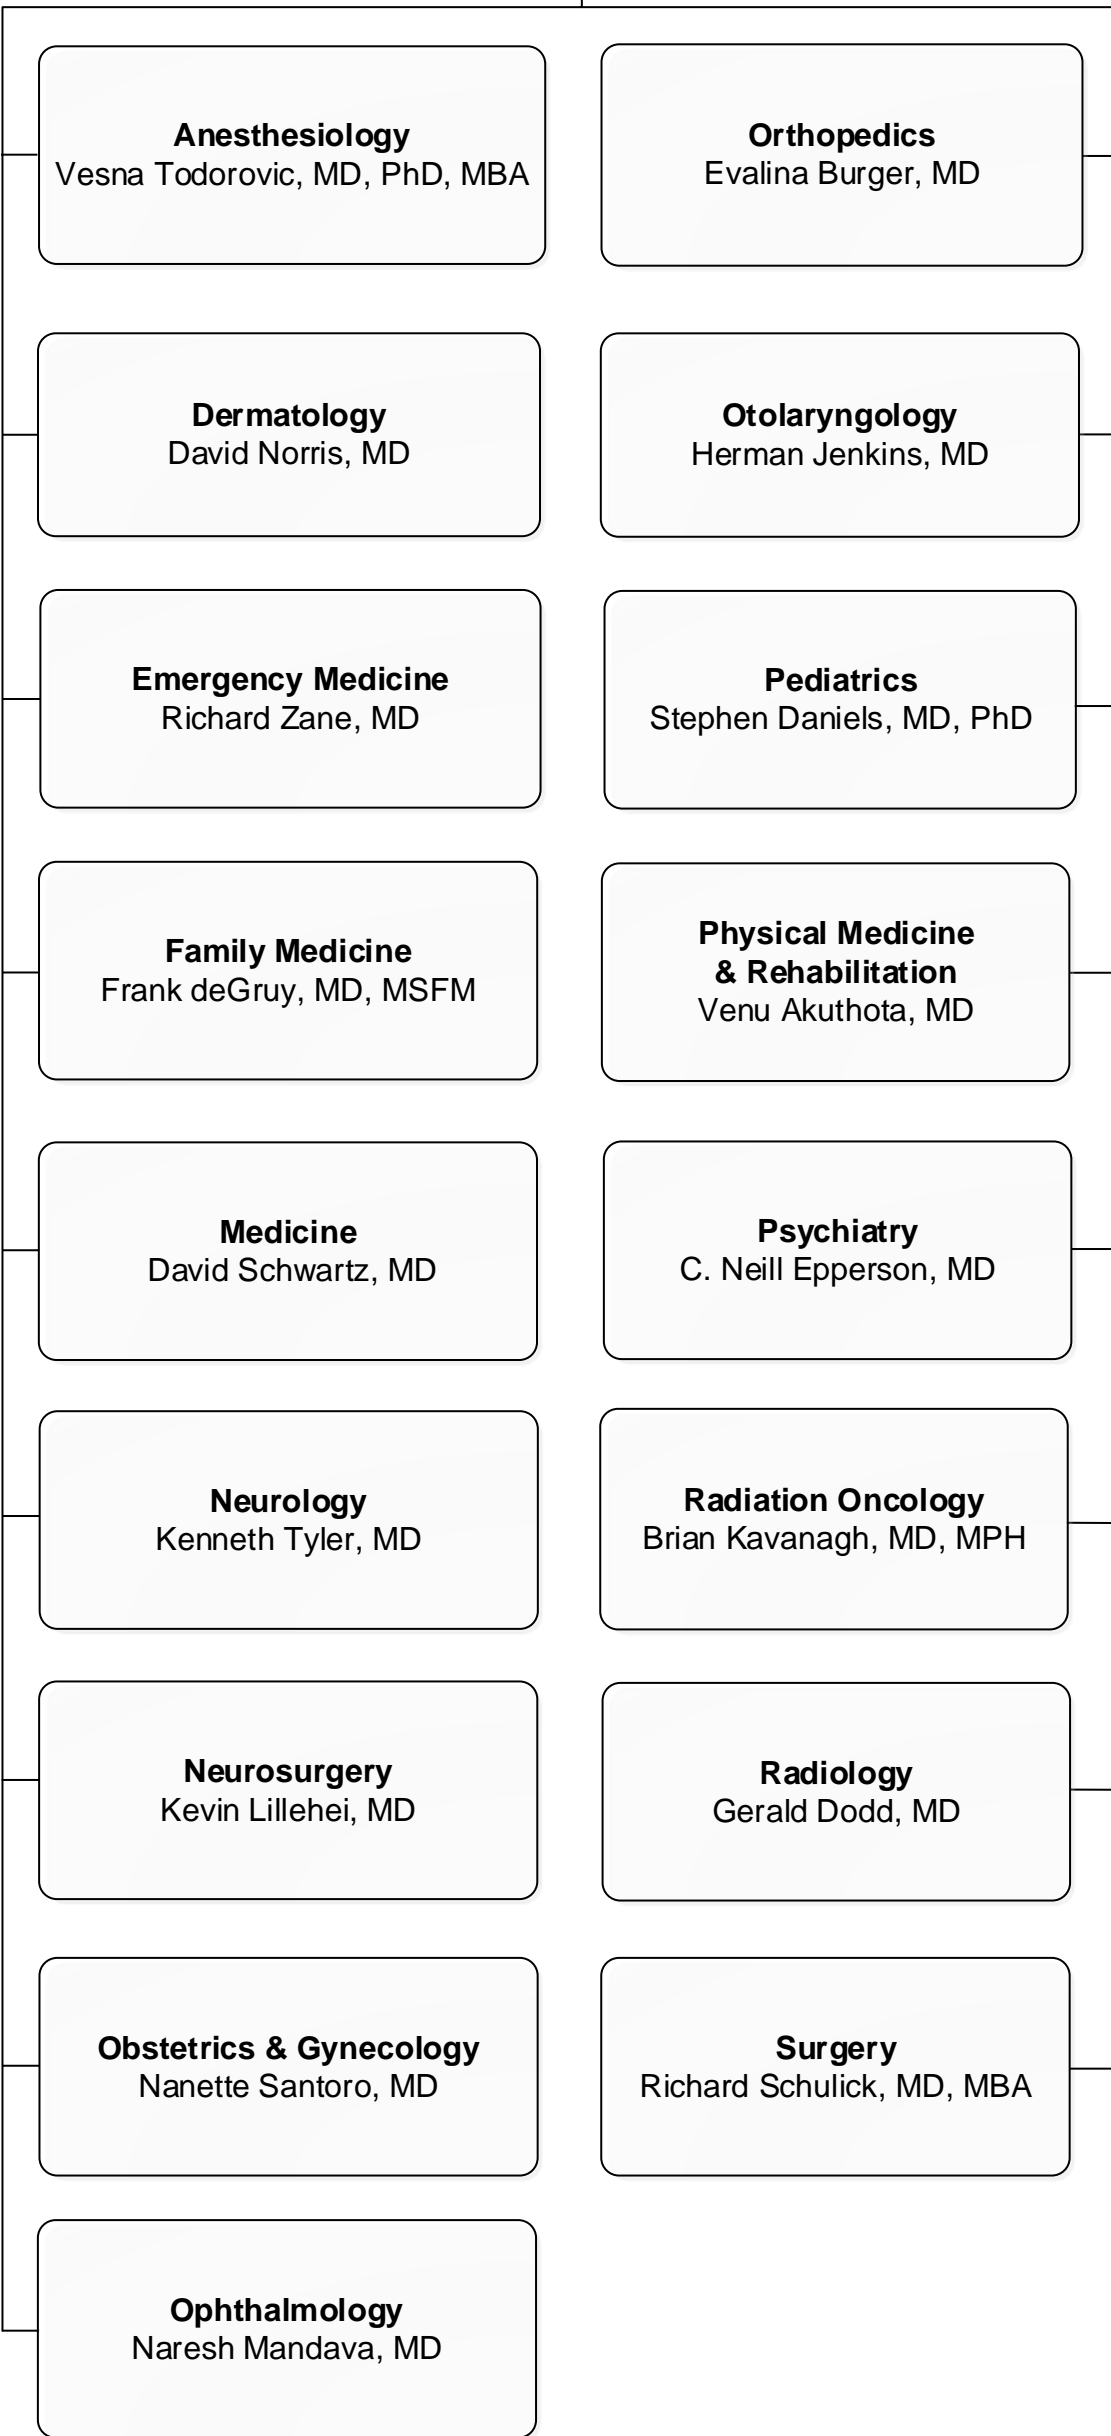 Anesthesiology
Vesna Todorovic, MD, PhD, MBA
Dermatology
David Norris, MD
Emergency Medicine
Richard Zane, MD
Family Medicine
Frank deGruy, MD, MSFM
Medicine
David Schwartz, MD
Neurology
Kenneth Tyler, MD
Neurosurgery
Kevin Lillehei, MD
Obstetrics & Gynecology
Nanette Santoro, MD
Ophthalmology
Naresh Mandava, MD
Orthopedics
Evalina Burger, MD
Otolaryngology
Herman Jenkins, MD
Pediatrics
Stephen Daniels, MD, PhD
Physical Medicine
& Rehabilitation
Venu Akuthota, MD
Psychiatry
C. Neill Epperson, MD
Radiation Oncology
Brian Kavanagh, MD, MPH
Radiology
Gerald Dodd, MD
Surgery
Richard Schulick, MD, MBA